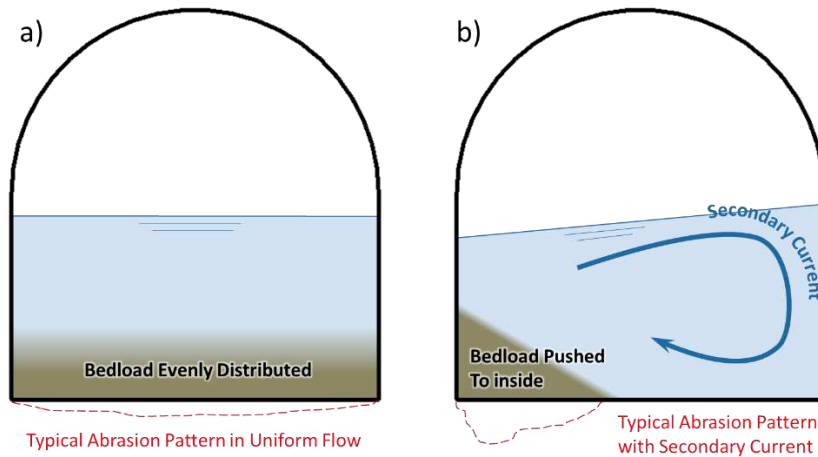 a)
Bedload Evenly Distributed
Typical Abrasion Pattern in Uniform Flow
b)
Secondary Current
Bedload Pushed
To inside
Typical Abrasion Pattern
with Secondary Current